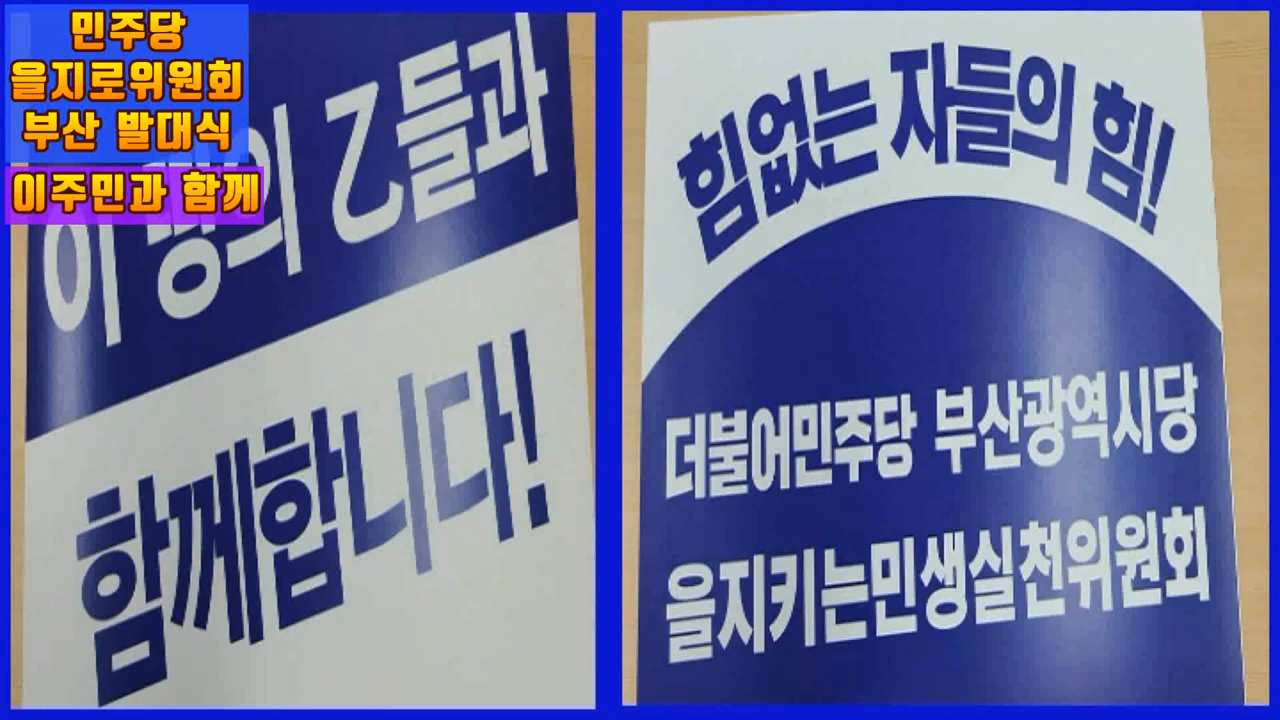 민주당
을지로위원회
부산 발대식
이주민과 함께
이 땅의 乙들과
함께합니다!
힘없는 자들의 힘!
더불어민주당 부산광역시당
을지키는민생실천위원회